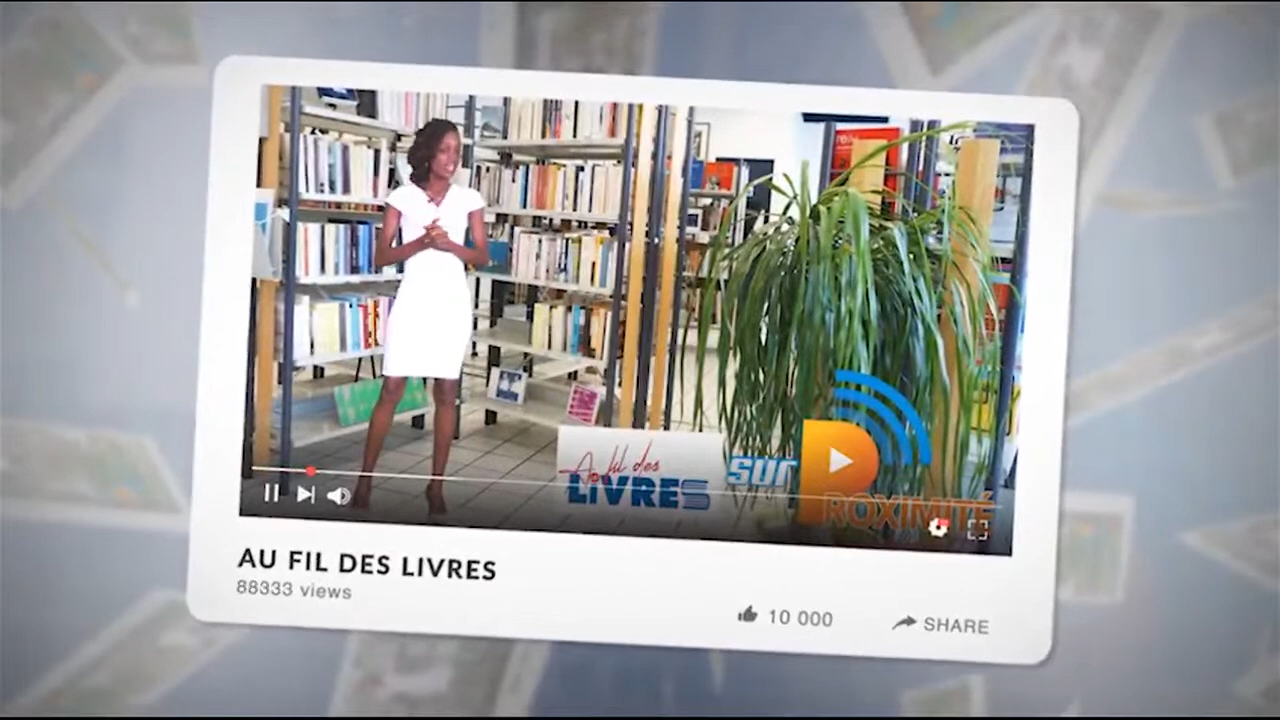 Au fil des
LIVRES
sur
PROXIMITÉ
AU FIL DES LIVRES
88333 views
10 000
SHARE